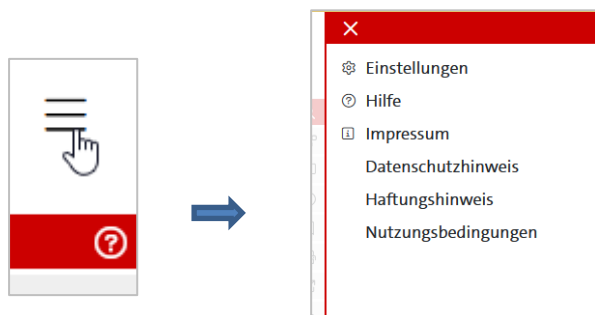 Einstellungen
Hilfe
Impressum
Datenschutzhinweis
Haftungshinweis
Nutzungsbedingungen